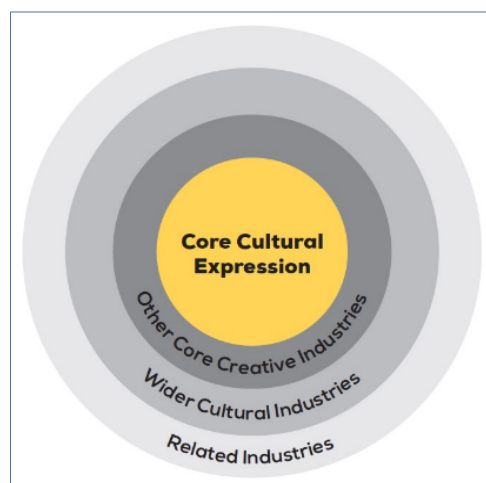 Core Cultural
Expression
Other Core Creative Industries
Wider Cultural Industries
Related Industries